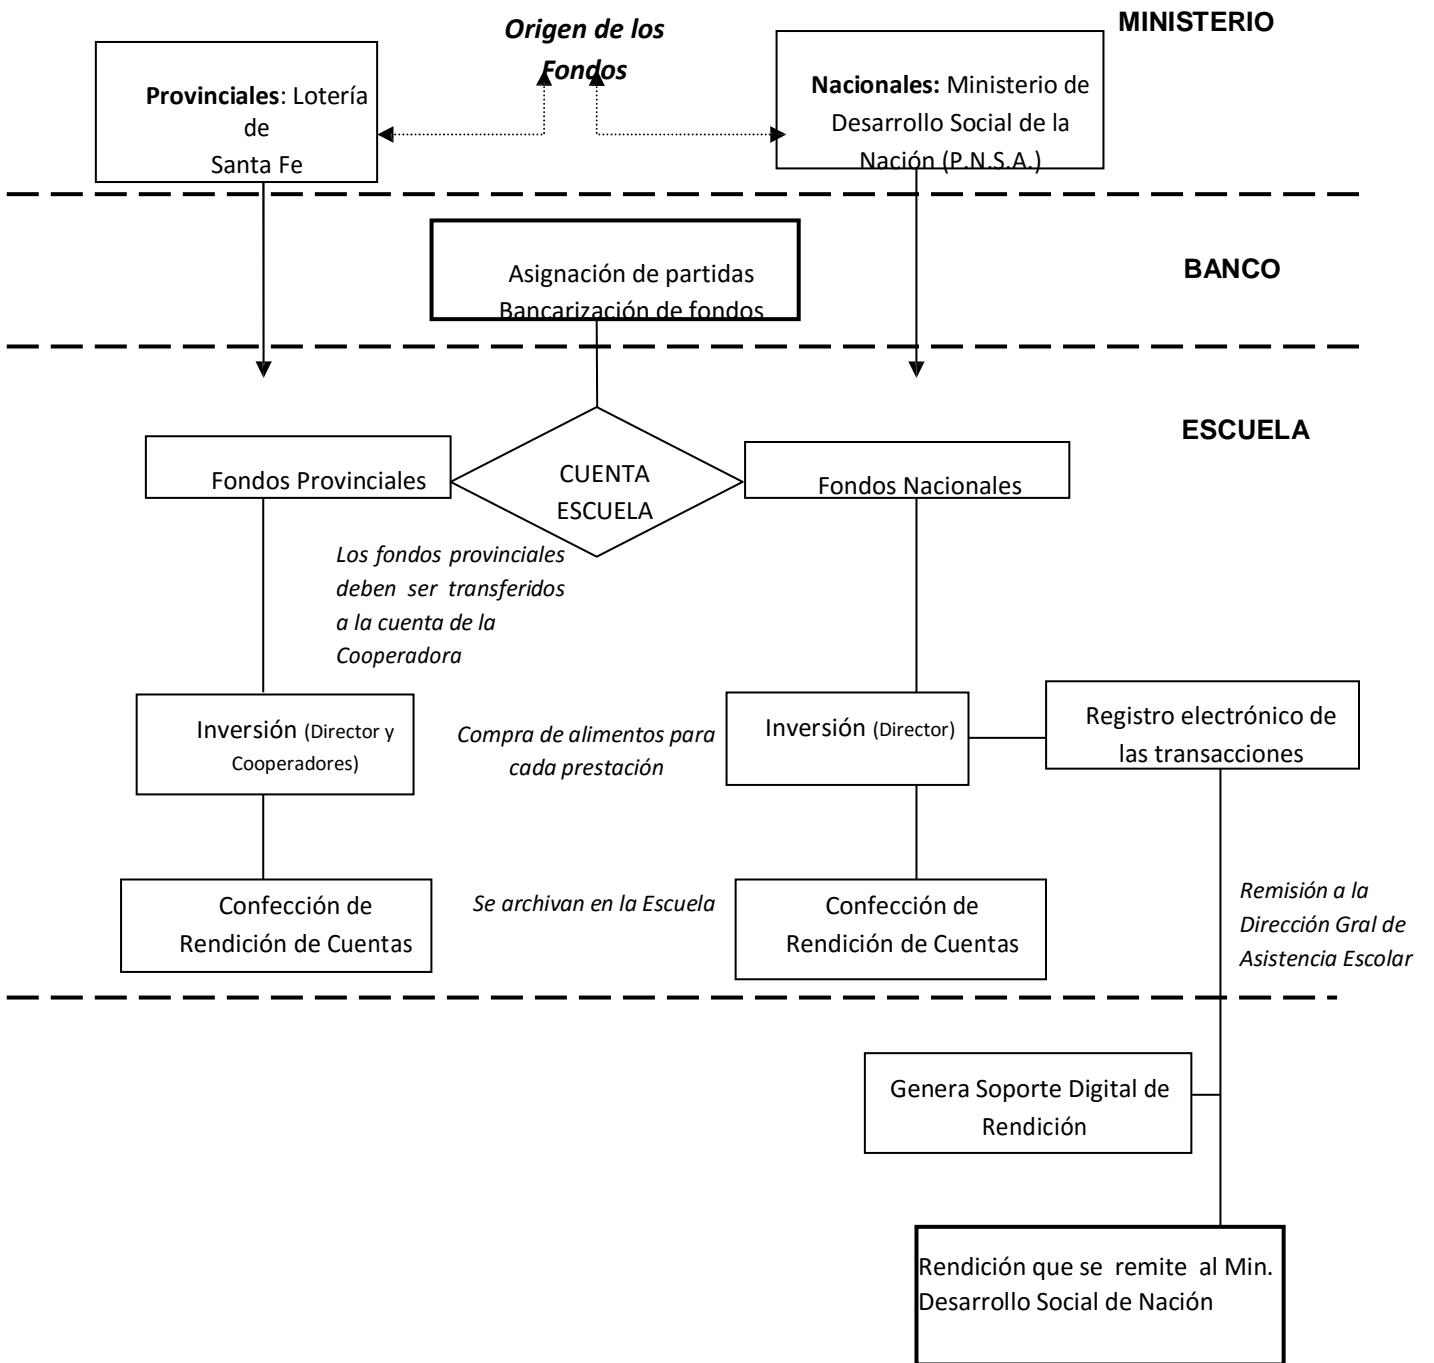 MINISTERIO
Origen de los
Fondos
Provinciales: Lotería
de
Santa Fe
Nacionales: Ministerio de
Desarrollo Social de la
Nación (P.N.S.A.)
BANCO
Asignación de partidas
Bancarización de fondos
ESCUELA
Fondos Provinciales
CUENTA
ESCUELA
Fondos Nacionales
Los fondos provinciales
deben ser transferidos
a la cuenta de la
Cooperadora
Inversión (Director y
Cooperadores)
Compra de alimentos para
cada prestación
Inversión (Director)
Registro electrónico de
las transacciones
Confección de
Rendición de Cuentas
Se archivan en la Escuela
Confección de
Rendición de Cuentas
Remisión a la
Dirección Gral de
Asistencia Escolar
Genera Soporte Digital de
Rendición
Rendición que se remite al Min.
Desarrollo Social de Nación